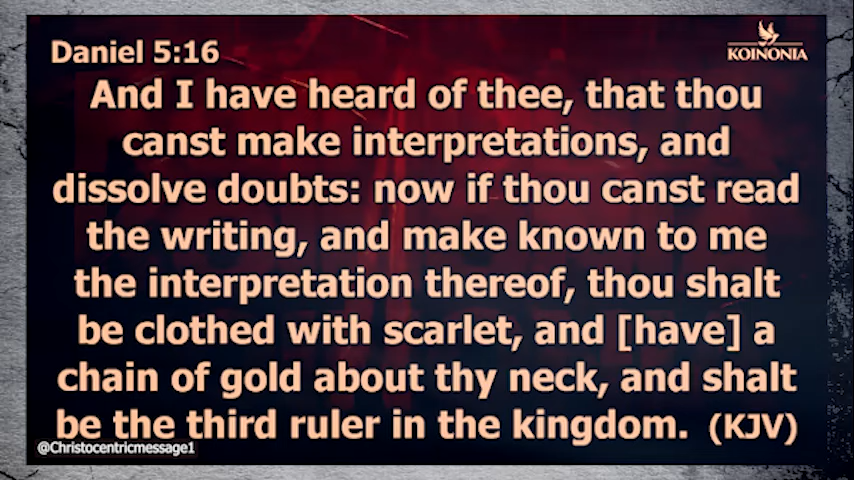 Daniel 5:16
KOINONIA
And I have heard of thee, that thou
canst make interpretations, and
dissolve doubts: now if thou canst read
the writing, and make known to me
the interpretation thereof, thou shalt
be clothed with scarlet, and [have] a
chain of gold about thy neck, and shalt
be the third ruler in the kingdom. (KJV)
@Christocentricmessage1